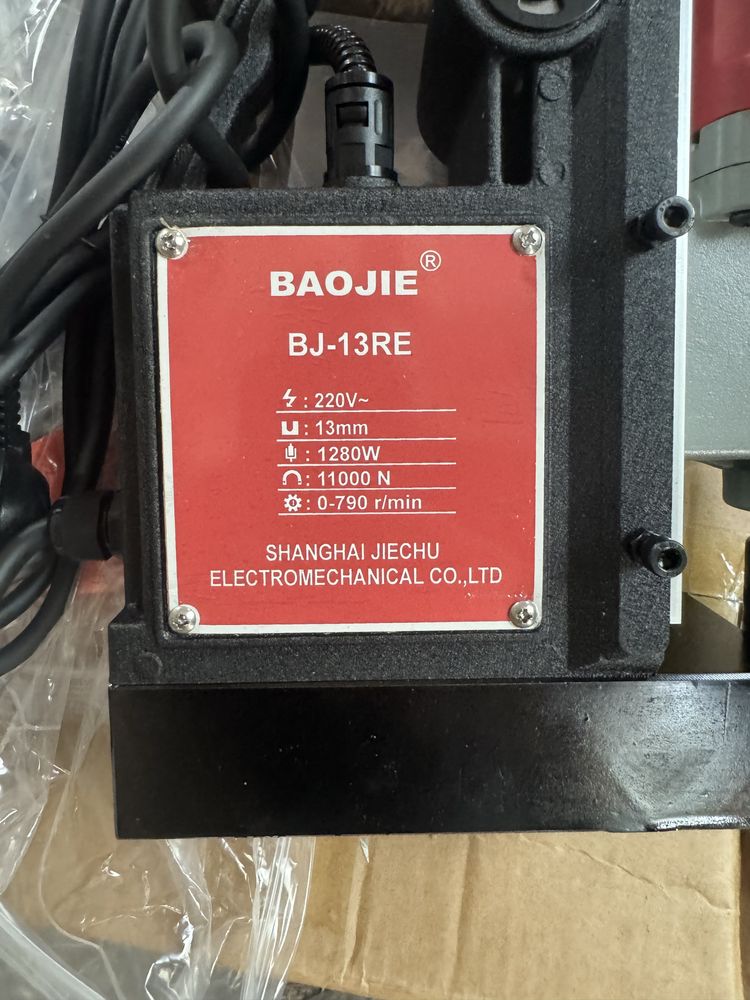 BAOJIE®
BJ-13RE
: 220V~
: 13mm
: 1280W
: 11000 N
: 0-790 r/min
SHANGHAI JIECHU
ELECTROMECHANICAL CO.,LTD